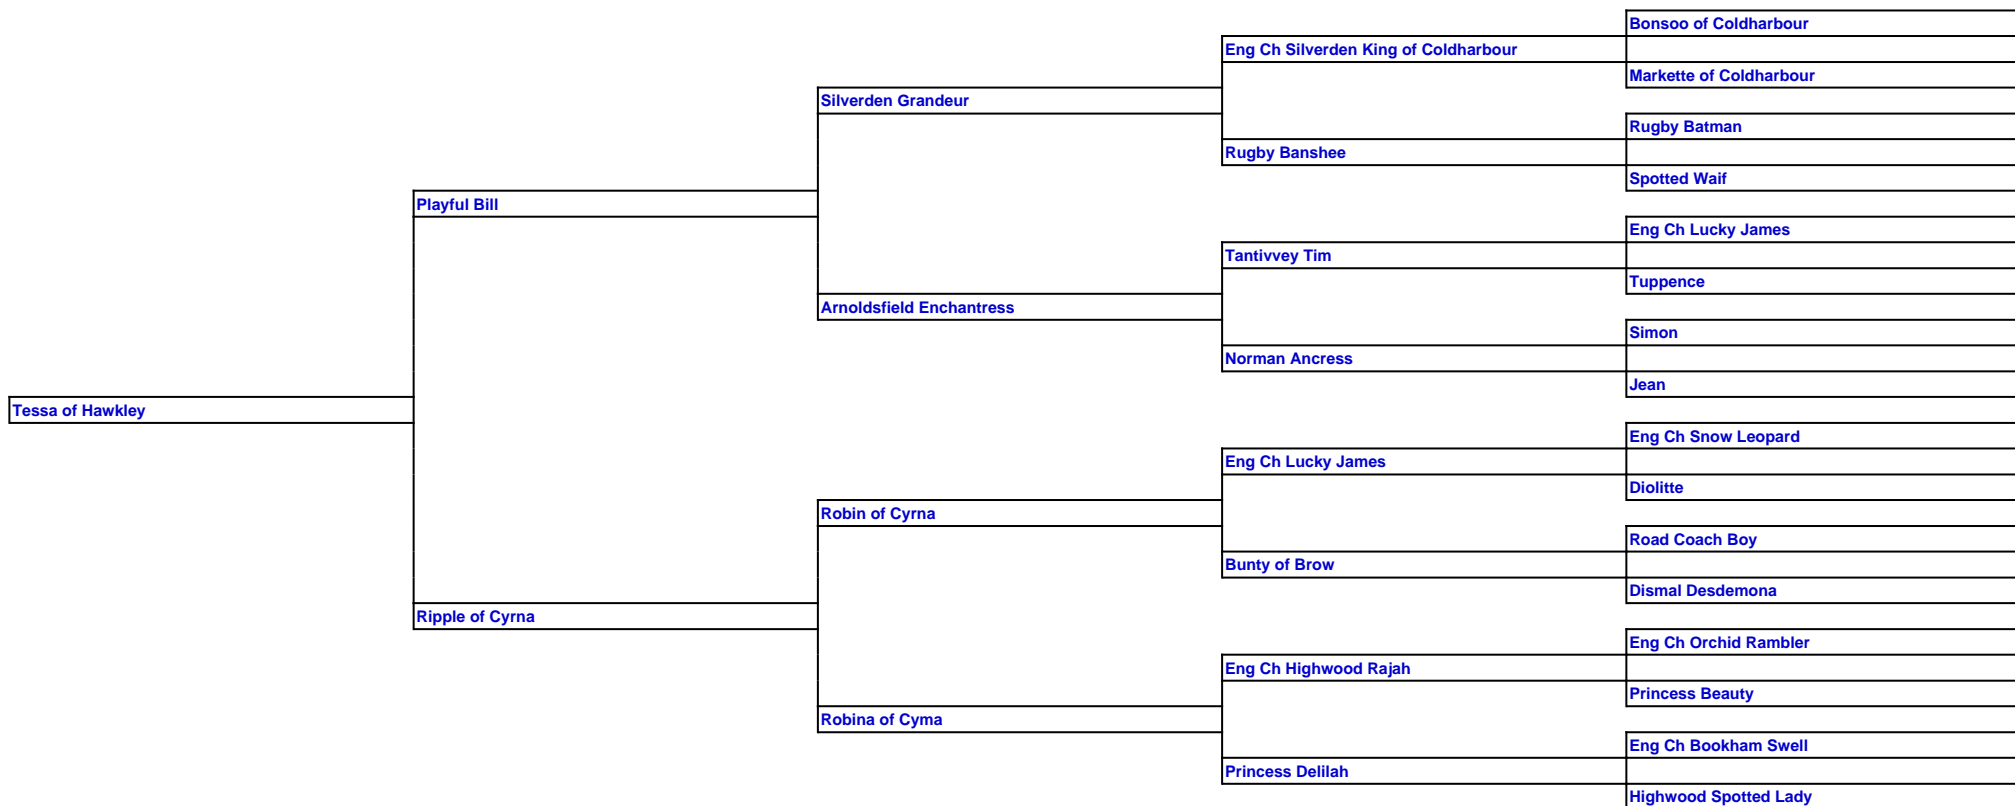 Bonsoo of Coldharbour
Eng Ch Silverden King of Coldharbour
Markette of Coldharbour
Silverden Grandeur
Rugby Batman
Rugby Banshee
Spotted Waif
Playful Bill
Eng Ch Lucky James
Tantivvey Tim
Tuppence
Arnoldsfield Enchantress
Simon
Norman Ancress
Jean
Tessa of Hawkley
Eng Ch Snow Leopard
Eng Ch Lucky James
Diolitte
Robin of Cyrna
Road Coach Boy
Bunty of Brow
Dismal Desdemona
Ripple of Cyrna
Eng Ch Orchid Rambler
Eng Ch Highwood Rajah
Princess Beauty
Robina of Cyma
Eng Ch Bookham Swell
Princess Delilah
Highwood Spotted Lady